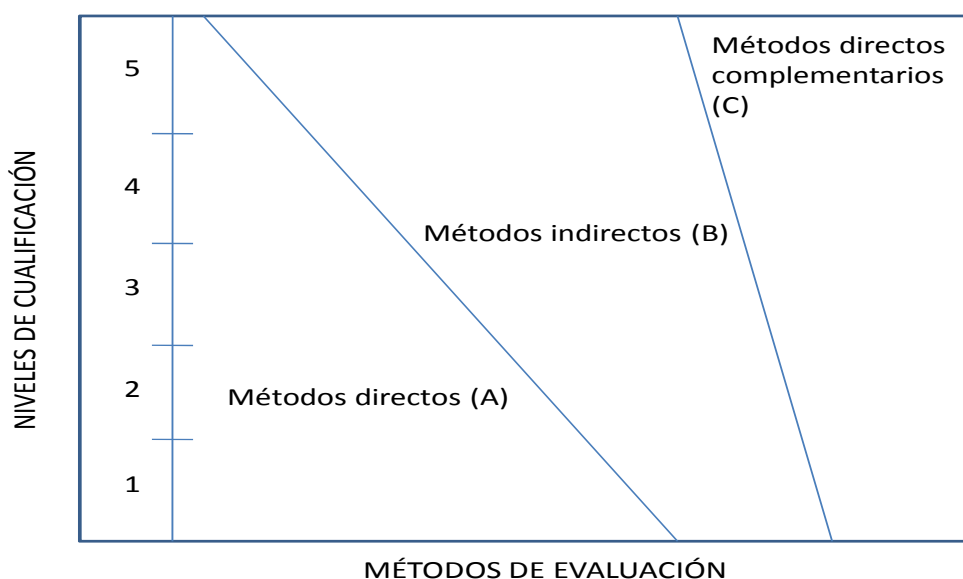 Métodos directos
complementarios
(C)
5
4
Métodos indirectos (B)
3
2
Métodos directos (A)
1
NIVELES DE CUALIFICACIÓN
MÉTODOS DE EVALUACIÓN